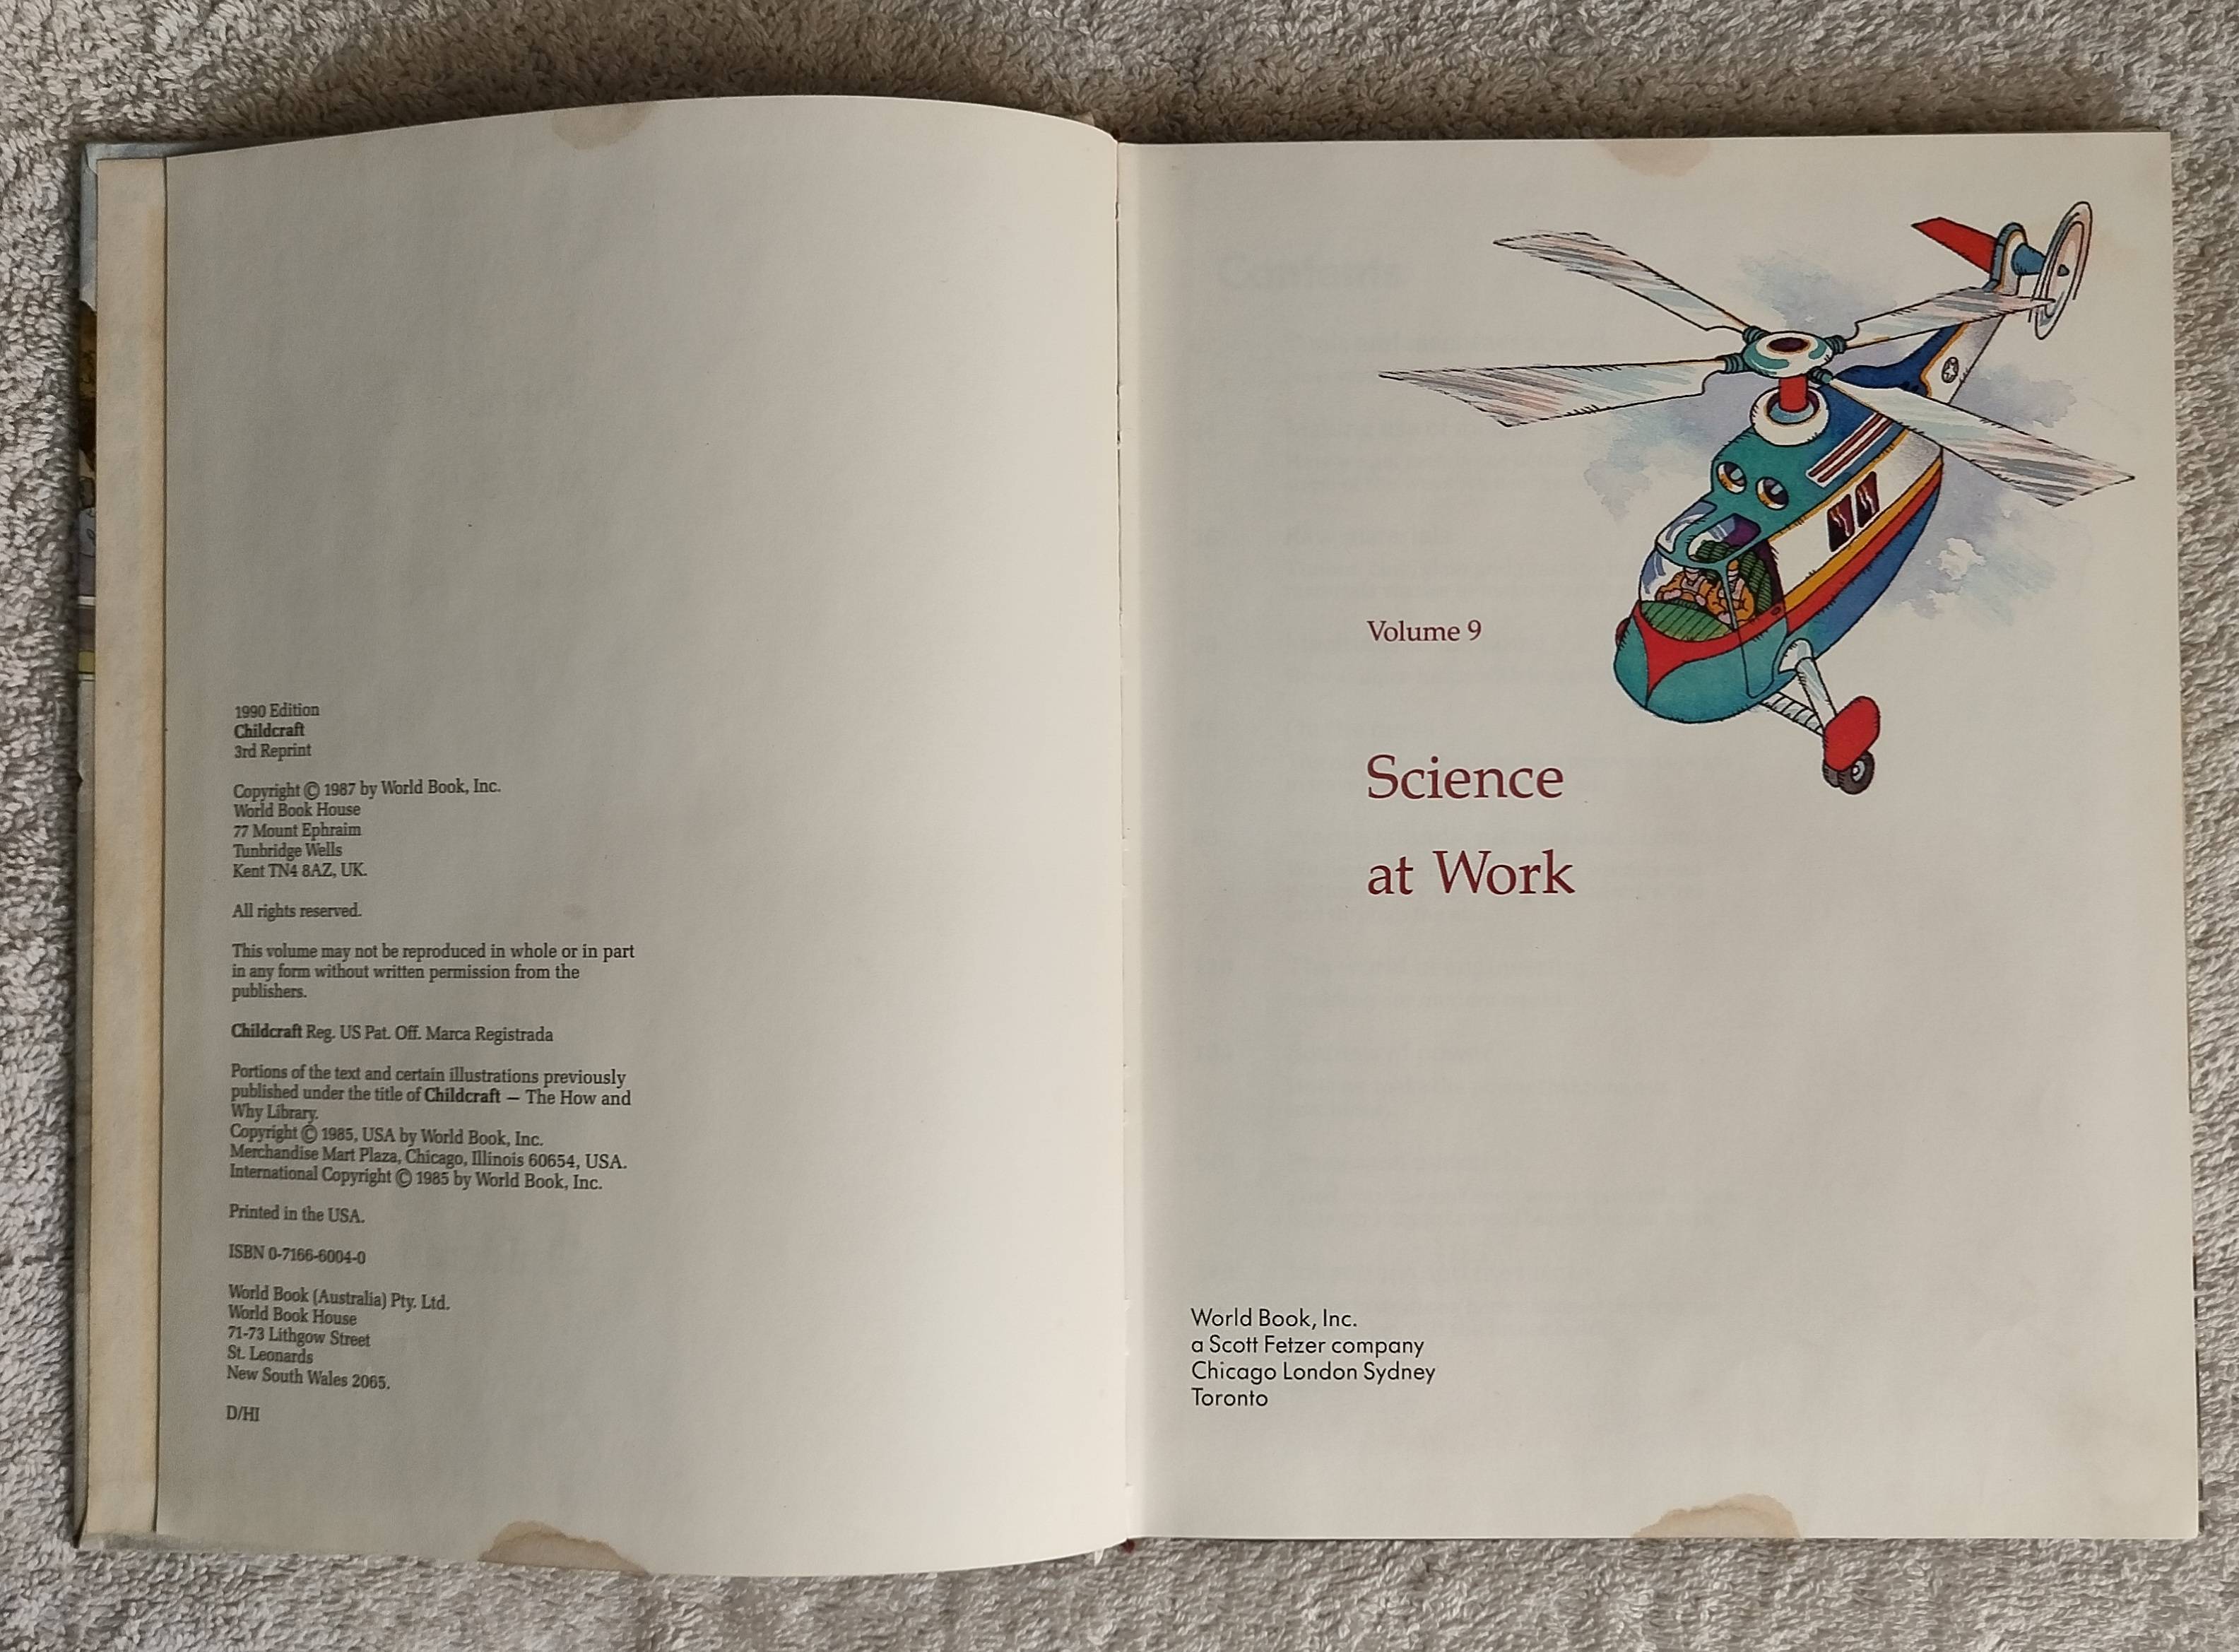 1990 Edition
Childcraft
3rd Reprint
Copyright © 1987 by World Book, Inc.
World Book House
77 Mount Ephraim
Tunbridge Wells
Kent TN4 8AZ, UK.
All rights reserved.
This volume may not be reproduced in whole or in part
in any form without written permission from the
publishers.
Childcraft Reg. US Pat. Off. Marca Registrada
Portions of the text and certain illustrations previously
published under the title of Childcraft — The How and
Why Library.
Copyright © 1985, USA by World Book, Inc.
Merchandise Mart Plaza, Chicago, Illinois 60654, USA.
International Copyright © 1985 by World Book, Inc.
Printed in the USA.
ISBN 0-7166-6004-0
World Book (Australia) Pty. Ltd.
World Book House
71-73 Lithgow Street
St. Leonards
New South Wales 2065.
D/HI
Volume 9
Science
at Work
World Book, Inc.
a Scott Fetzer company
Chicago London Sydney
Toronto